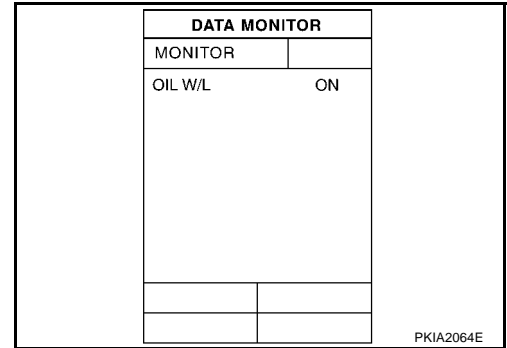 DATA MONITOR
MONITOR
OIL W/L ON
PKIA2064E